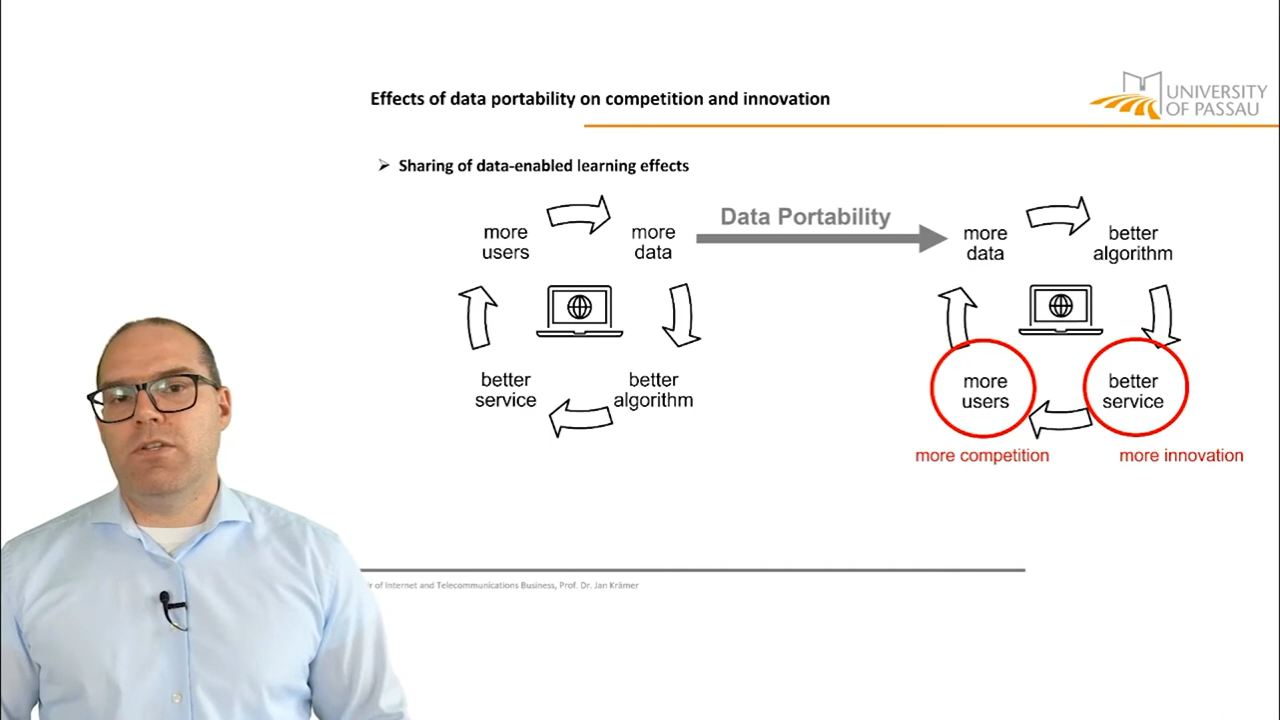 Effects of data portability on competition and innovation
UNIVERSITY
OF PASSAU
Sharing of data-enabled learning effects
Data Portability
more
users
more
data
better
service
better
algorithm
more
data
better
algorithm
more
users
better
service
more competition
more innovation
of Internet and Telecommunications Business, Prof. Dr. Jan Krämer